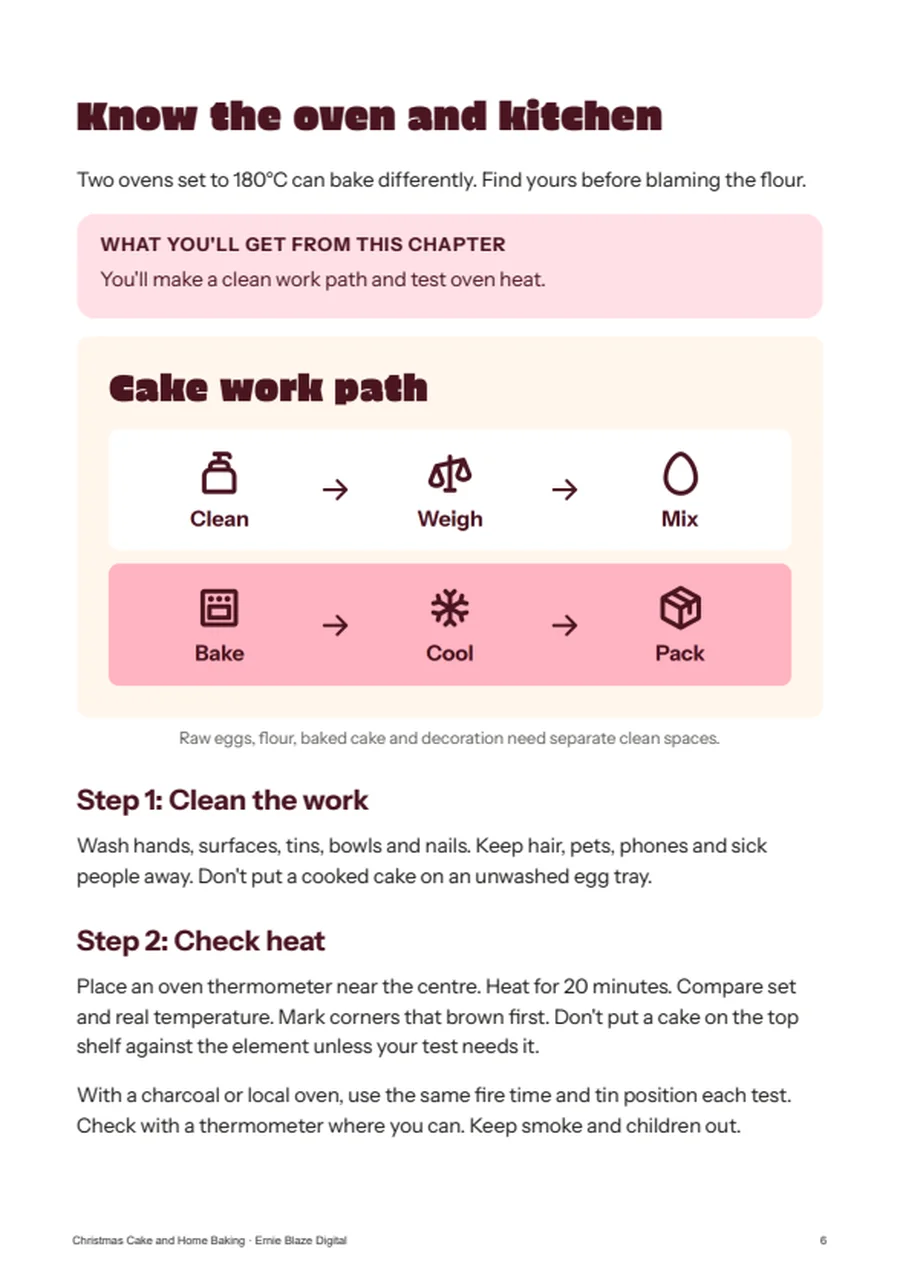 Know the oven and kitchen
Two ovens set to 180°C can bake differently. Find yours before blaming the flour.
WHAT YOU'LL GET FROM THIS CHAPTER
You'll make a clean work path and test oven heat.
Cake work path
Clean → Weigh → Mix
Bake → Cool → Pack
Raw eggs, flour, baked cake and decoration need separate clean spaces.
Step 1: Clean the work
Wash hands, surfaces, tins, bowls and nails. Keep hair, pets, phones and sick
people away. Don't put a cooked cake on an unwashed egg tray.
Step 2: Check heat
Place an oven thermometer near the centre. Heat for 20 minutes. Compare set
and real temperature. Mark corners that brown first. Don't put a cake on the top
shelf against the element unless your test needs it.
With a charcoal or local oven, use the same fire time and tin position each test.
Check with a thermometer where you can. Keep smoke and children out.
Christmas Cake and Home Baking · Ernie Blaze Digital 6